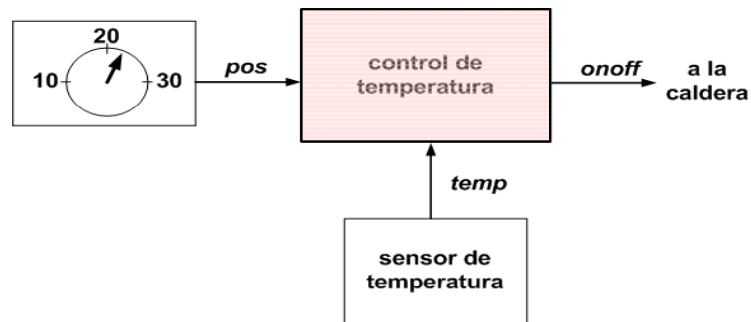 20
10
30
pos
control de
temperatura
onoff
a la
caldera
temp
sensor de
temperatura